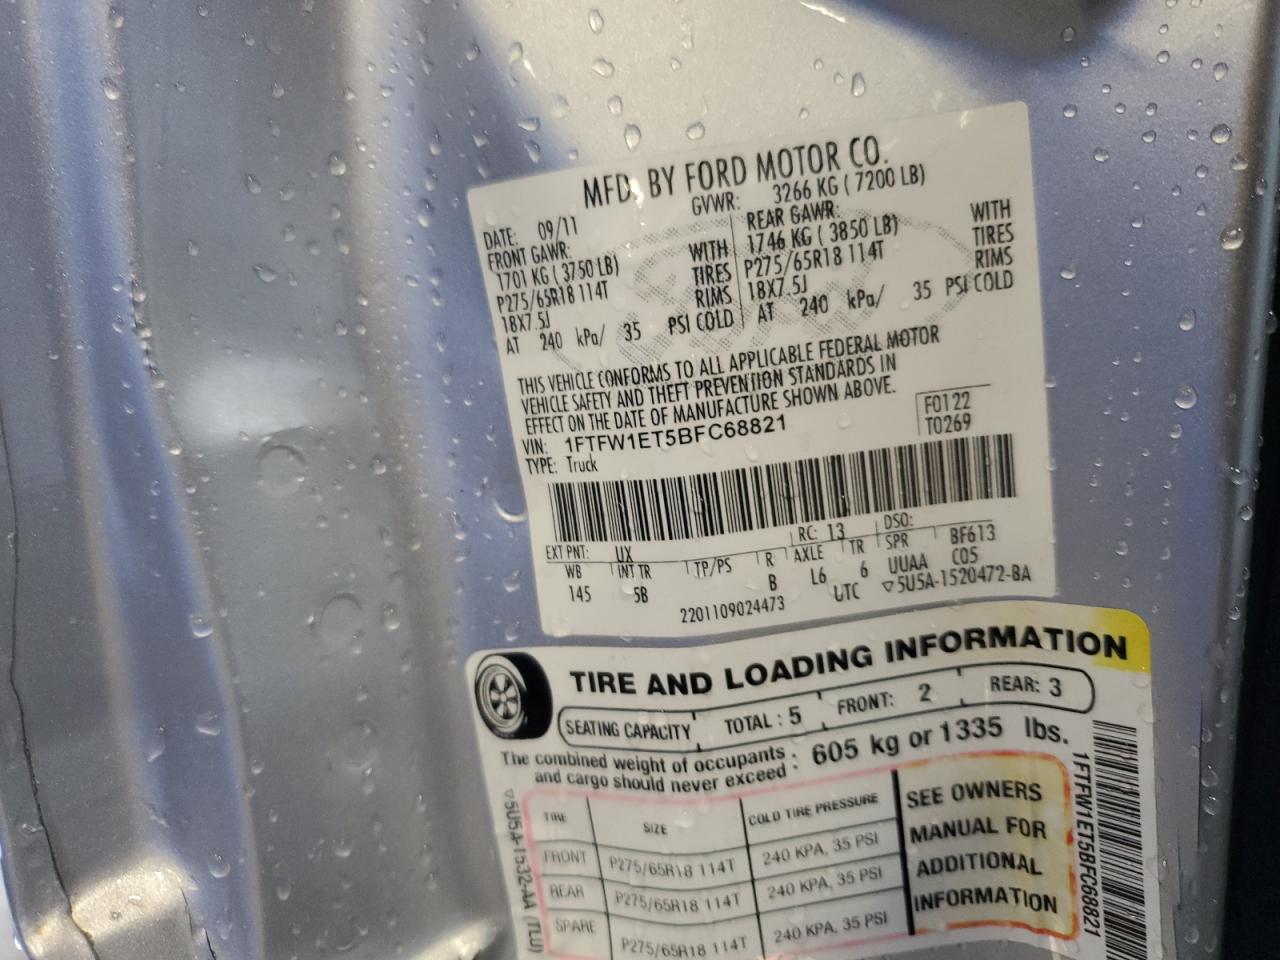 MFD. BY FORD MOTOR CO.
DATE: 09/11 GVWR: 3266 KG ( 7200 LB)
FRONT GAWR: REAR GAWR:
1701 KG ( 3750 LB) WITH 1746 KG ( 3850 LB) WITH
P275/65R18 114T TIRES P275/65R18 114T TIRES
18X7.5J RIMS 18X7.5J RIMS
AT 240 kPa/ 35 PSI COLD AT 240 kPa/ 35 PSI COLD
THIS VEHICLE CONFORMS TO ALL APPLICABLE FEDERAL MOTOR
VEHICLE SAFETY AND THEFT PREVENTION STANDARDS IN
EFFECT ON THE DATE OF MANUFACTURE SHOWN ABOVE.
VIN: 1FTFW1ET5BFC68821 F0122
TYPE: Truck T0269
EXT PNT: UX RC: 13 DSO:
WB INT TR TP/PS R AXLE TR SPR BF613
145 5B B L6 6 UUAA C05
2201109024473 UTC ▽5U5A-1520472-BA
TIRE AND LOADING INFORMATION
SEATING CAPACITY TOTAL : 5 FRONT: 2 REAR: 3
The combined weight of occupants : 605 kg or 1335 lbs.
and cargo should never exceed :
TIRE SIZE COLD TIRE PRESSURE
FRONT P275/65R18 114T 240 KPA, 35 PSI
REAR P275/65R18 114T 240 KPA, 35 PSI
SPARE P275/65R18 114T 240 KPA, 35 PSI
SEE OWNERS
MANUAL FOR
ADDITIONAL
INFORMATION
▽5U5A-1532-AA (TLU)
1FTFW1ET5BFC68821